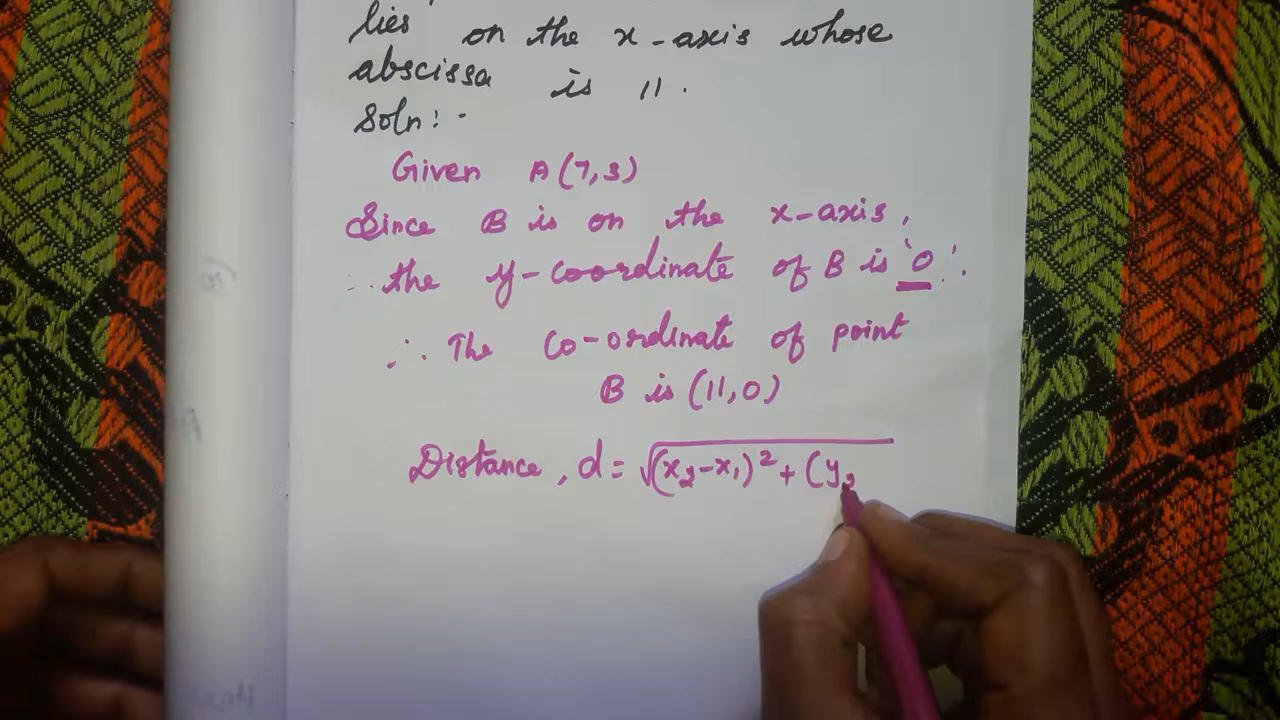 lies on the x-axis whose
abscissa is 11.
Soln:-
Given A(7,3)
Since B is on the x-axis,
∴ the y-coordinate of B is '0'.
∴ The Co-ordinate of point
B is (11,0)
Distance, d = √(x₂-x₁)² + (y₂